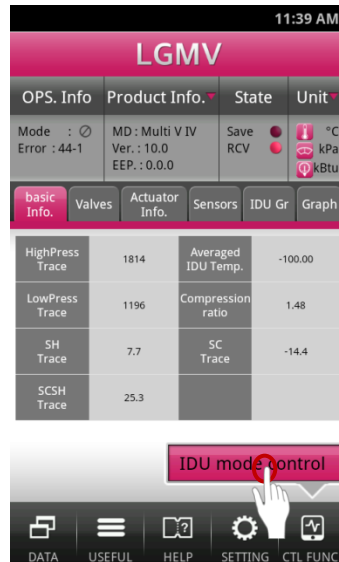 11:39 AM
LGMV
OPS. Info Product Info. State Unit
Mode : ⊘ MD : Multi V IV Save °C
Error : 44-1 Ver. : 10.0 RCV kPa
EEP. : 0.0.0 kBtu
basic Info. Valves Actuator Info. Sensors IDU Gr Graph
HighPress Trace 1814 Averaged IDU Temp. -100.00
LowPress Trace 1196 Compression ratio 1.48
SH Trace 7.7 SC Trace -14.4
SCSH Trace 25.3
IDU mode control
DATA USEFUL HELP SETTING CTL FUNC